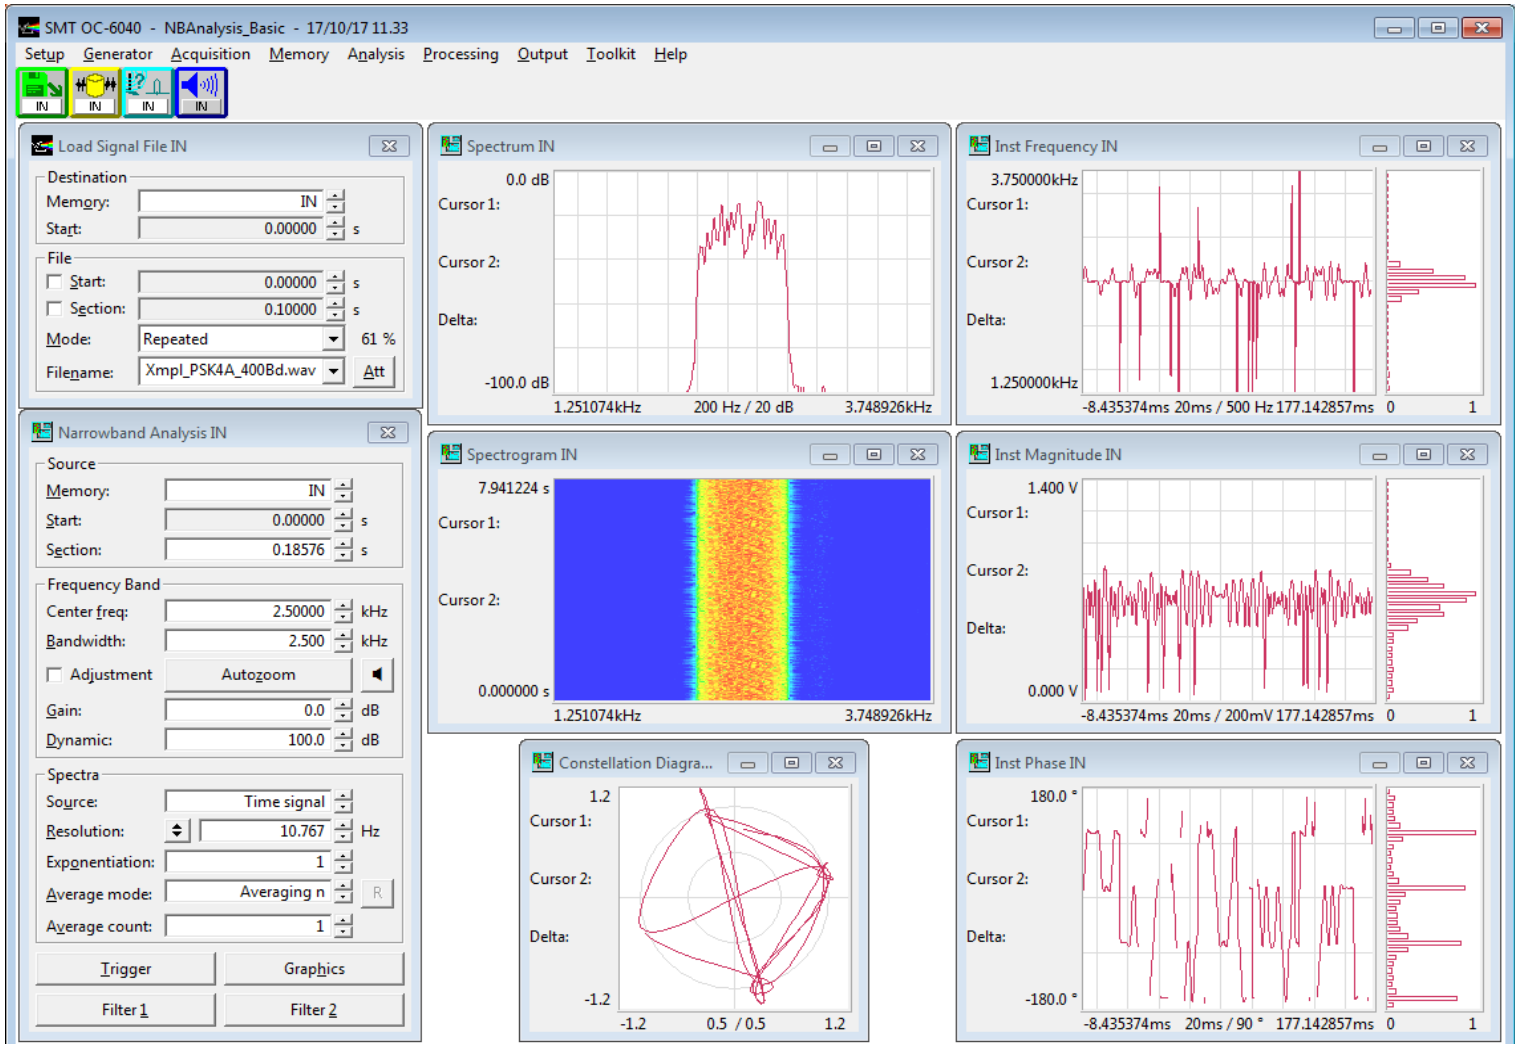 SMT OC-6040 - NBAnalysis_Basic - 17/10/17 11.33
Setup Generator Acquisition Memory Analysis Processing Output Toolkit Help
IN IN IN IN
Load Signal File IN
Destination
Memory: IN
Start: 0.00000 s
File
Start: 0.00000 s
Section: 0.10000 s
Mode: Repeated 61 %
Filename: Xmpl_PSK4A_400Bd.wav Att
Narrowband Analysis IN
Source
Memory: IN
Start: 0.00000 s
Section: 0.18576 s
Frequency Band
Center freq: 2.50000 kHz
Bandwidth: 2.500 kHz
Adjustment Autozoom
Gain: 0.0 dB
Dynamic: 100.0 dB
Spectra
Source: Time signal
Resolution: 10.767 Hz
Exponentiation: 1
Average mode: Averaging n R
Average count: 1
Trigger Graphics
Filter 1 Filter 2
Spectrum IN
0.0 dB
Cursor 1:
Cursor 2:
Delta:
-100.0 dB
1.251074kHz 200 Hz / 20 dB 3.748926kHz
Spectrogram IN
7.941224 s
Cursor 1:
Cursor 2:
0.000000 s
1.251074kHz 3.748926kHz
Constellation Diagra...
1.2
Cursor 1:
Cursor 2:
Delta:
-1.2
-1.2 0.5 / 0.5 1.2
Inst Frequency IN
3.750000kHz
Cursor 1:
Cursor 2:
Delta:
1.250000kHz
-8.435374ms 20ms / 500 Hz 177.142857ms 0 1
Inst Magnitude IN
1.400 V
Cursor 1:
Cursor 2:
Delta:
0.000 V
-8.435374ms 20ms / 200mV 177.142857ms 0 1
Inst Phase IN
180.0 °
Cursor 1:
Cursor 2:
Delta:
-180.0 °
-8.435374ms 20ms / 90 ° 177.142857ms 0 1